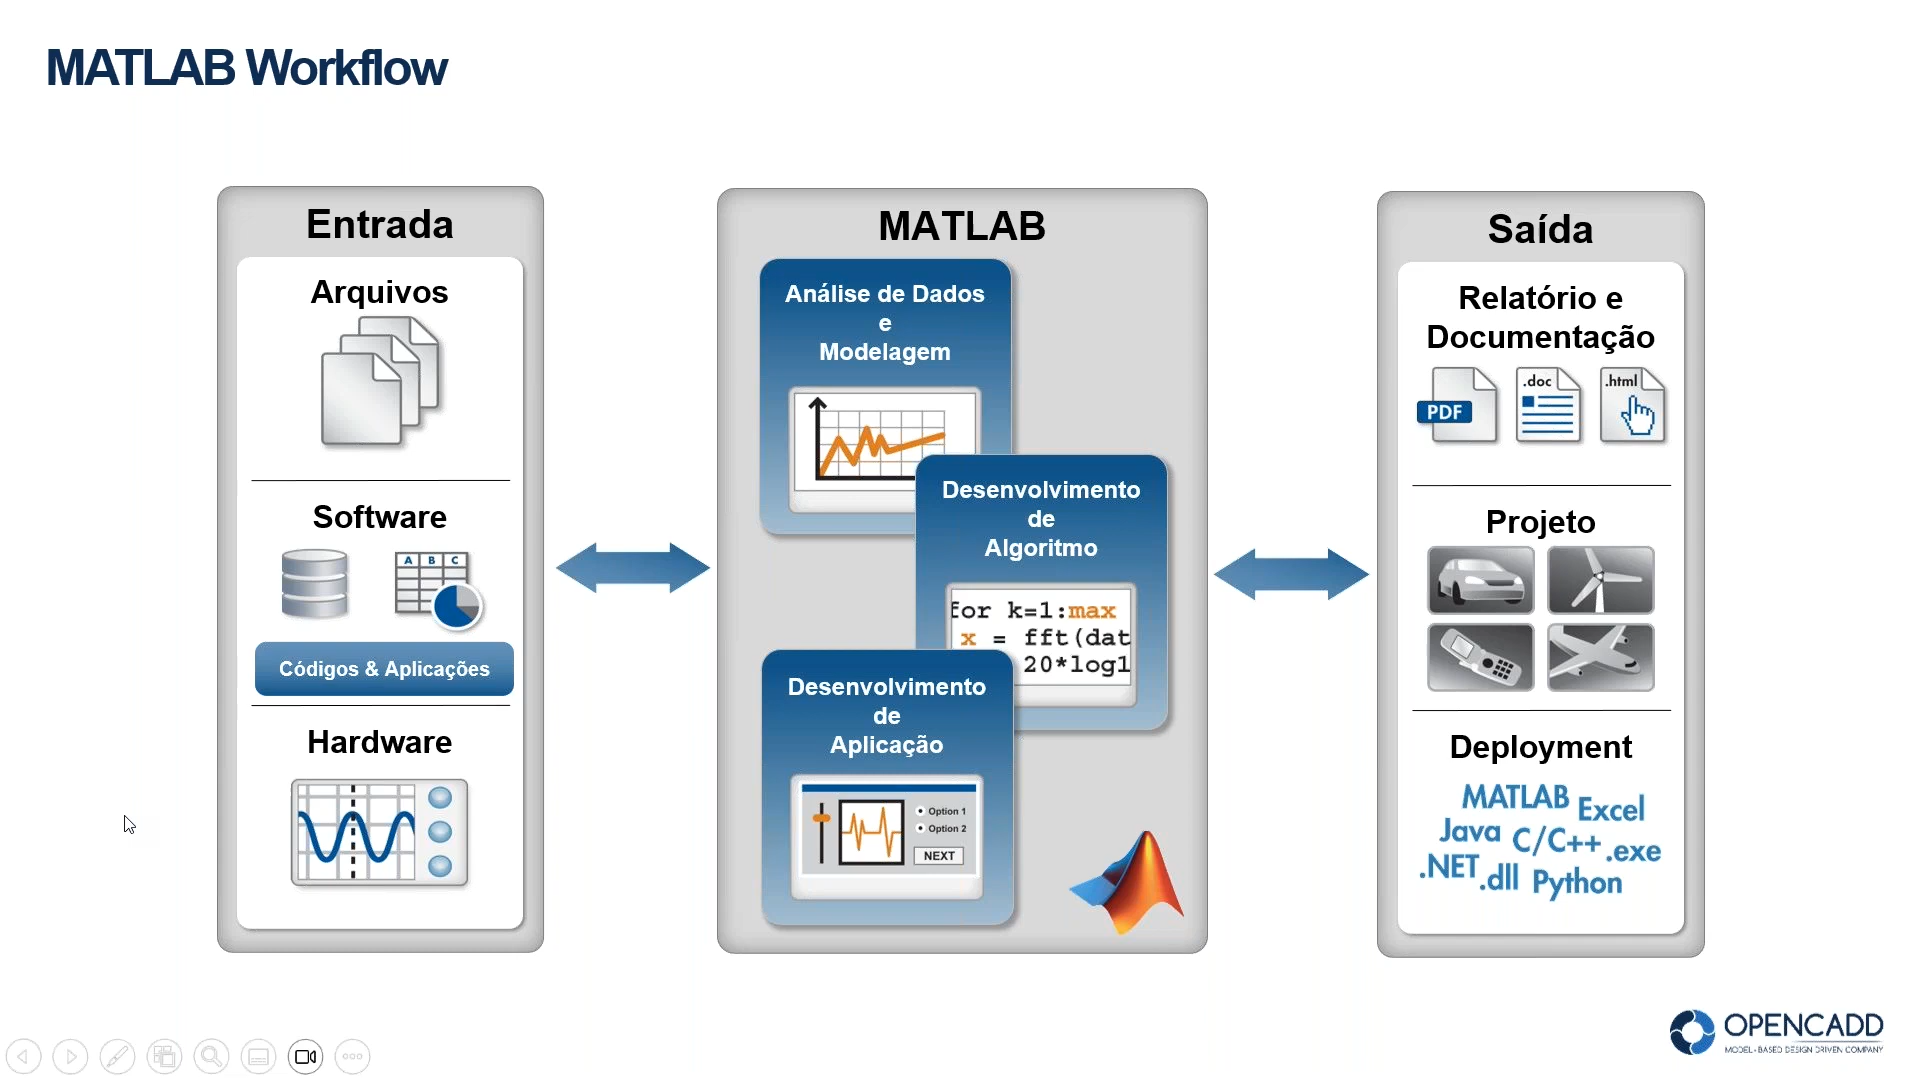 MATLAB Workflow
Entrada
Arquivos
Software
A B C
Códigos & Aplicações
Hardware
MATLAB
Análise de Dados
e
Modelagem
Desenvolvimento
de
Algoritmo
for k=1:max
x = fft(dat
20*log1
Desenvolvimento
de
Aplicação
Option 1
Option 2
NEXT
Saída
Relatório e
Documentação
PDF
.doc
.html
Projeto
Deployment
MATLAB Excel
Java C/C++ .exe
.NET .dll Python
OPENCADD
MODEL-BASED DESIGN DRIVEN COMPANY